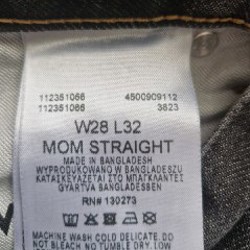 112351066 4500909112
112351066 3823
W28 L32
MOM STRAIGHT
MADE IN BANGLADESH
WYPRODUKOWANO W BANGLADESZU
ΚΑΤΑΣΚΕΥΑΖΕΤΑΙ ΣΤΟ ΜΠΑΓΚΛΑΝΤΕΣ
GYÁRTVA BANGLADESBEN
RN# 130273
MACHINE WASH COLD DELICATE. DO
NOT BLEACH. NO TUMBLE DRY. LOW